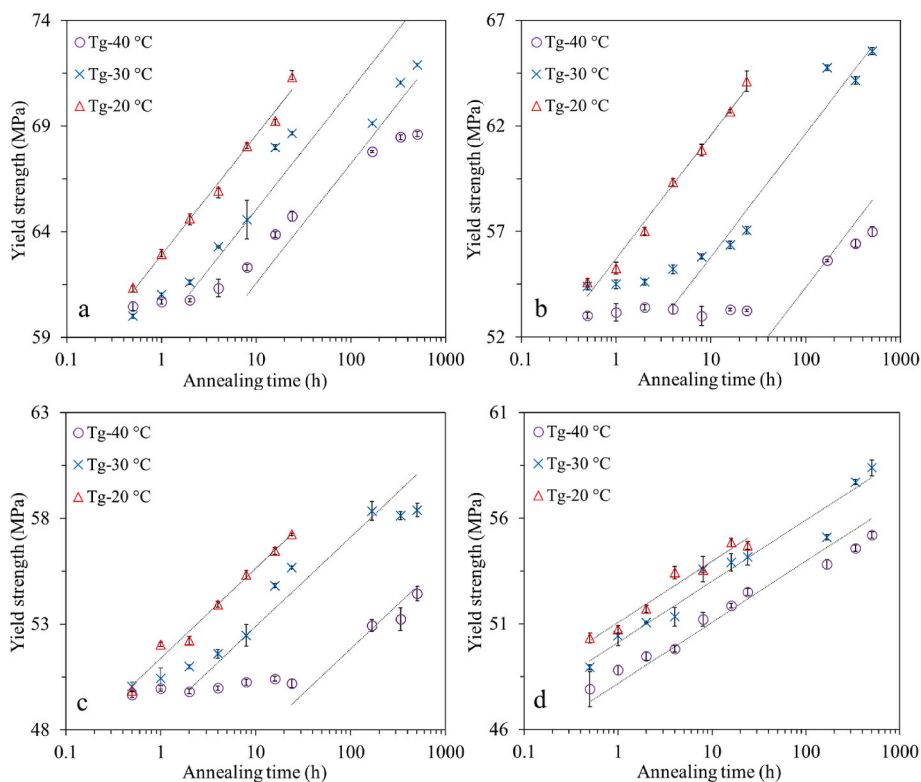 74
69
64
59
Yield strength (MPa)
Tg-40 °C
Tg-30 °C
Tg-20 °C
a
0.1 1 10 100 1000
Annealing time (h)
67
62
57
52
Yield strength (MPa)
Tg-40 °C
Tg-30 °C
Tg-20 °C
b
0.1 1 10 100 1000
Annealing time (h)
63
58
53
48
Yield strength (MPa)
Tg-40 °C
Tg-30 °C
Tg-20 °C
c
0.1 1 10 100 1000
Annealing time (h)
61
56
51
46
Yield strength (MPa)
Tg-40 °C
Tg-30 °C
Tg-20 °C
d
0.1 1 10 100 1000
Annealing time (h)